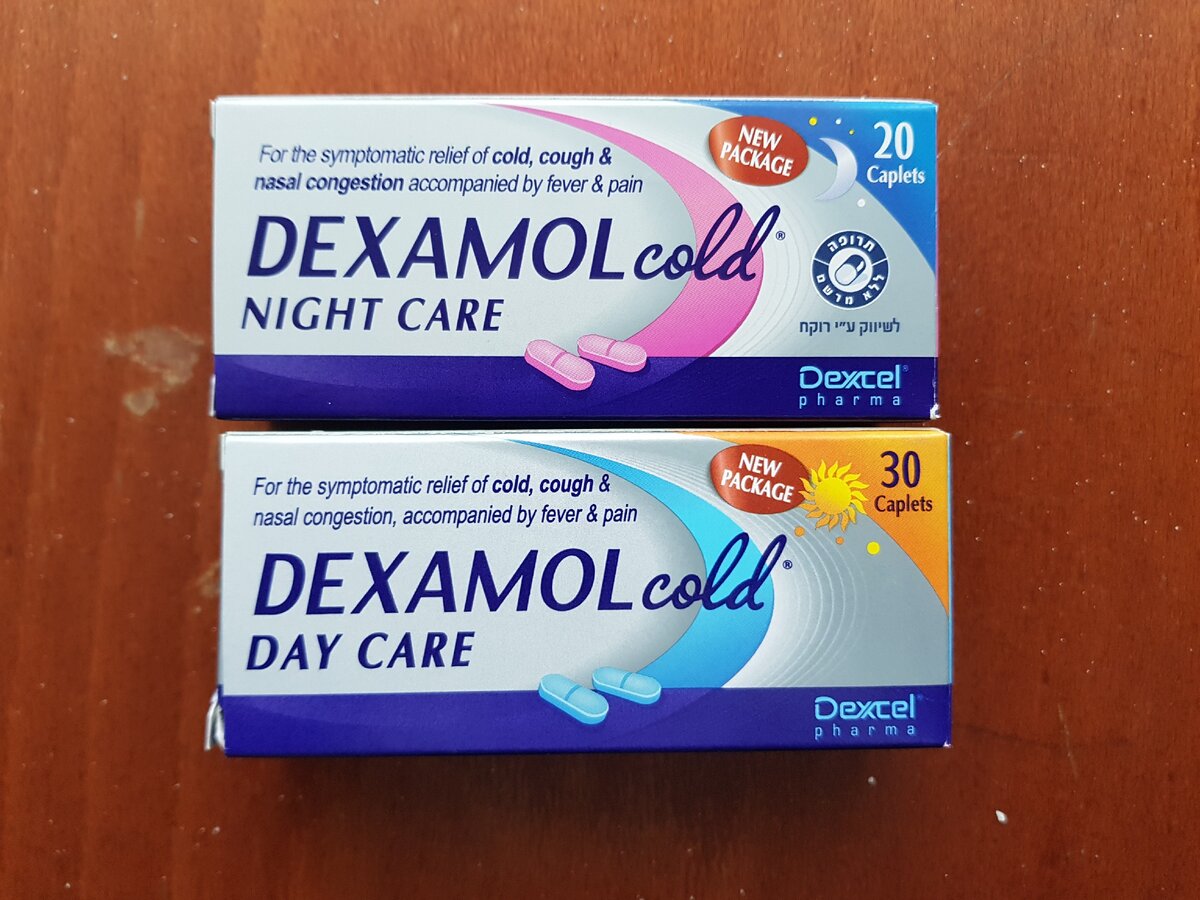 For the symptomatic relief of cold, cough &
nasal congestion accompanied by fever & pain
NEW
PACKAGE
20
Caplets
DEXAMOL cold®
NIGHT CARE
תרופה
ללא מרשם
לשיווק ע"י רוקח
Dexcel®
pharma
For the symptomatic relief of cold, cough &
nasal congestion, accompanied by fever & pain
NEW
PACKAGE
30
Caplets
DEXAMOL cold®
DAY CARE
Dexcel®
pharma